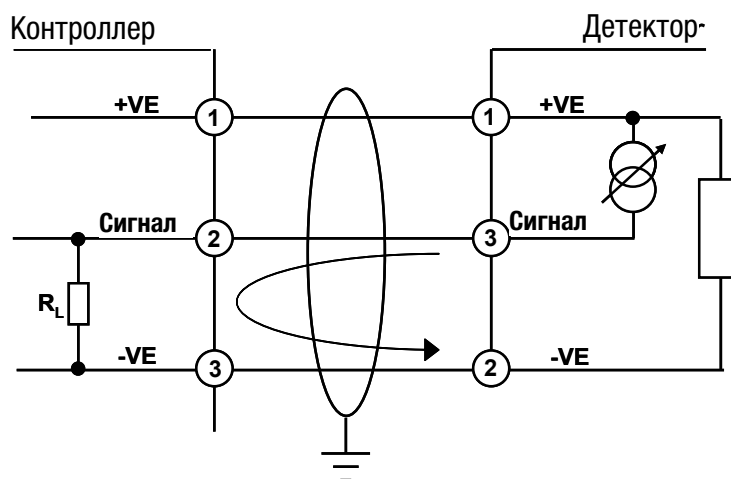 Контроллер
Детектор-
+VE 1 1 +VE
Сигнал 2 3 Сигнал
RL
-VE 3 2 -VE